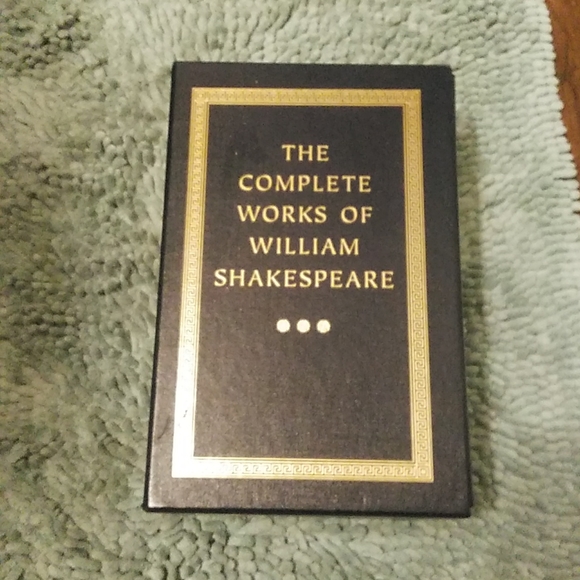 THE
COMPLETE
WORKS OF
WILLIAM
SHAKESPEARE